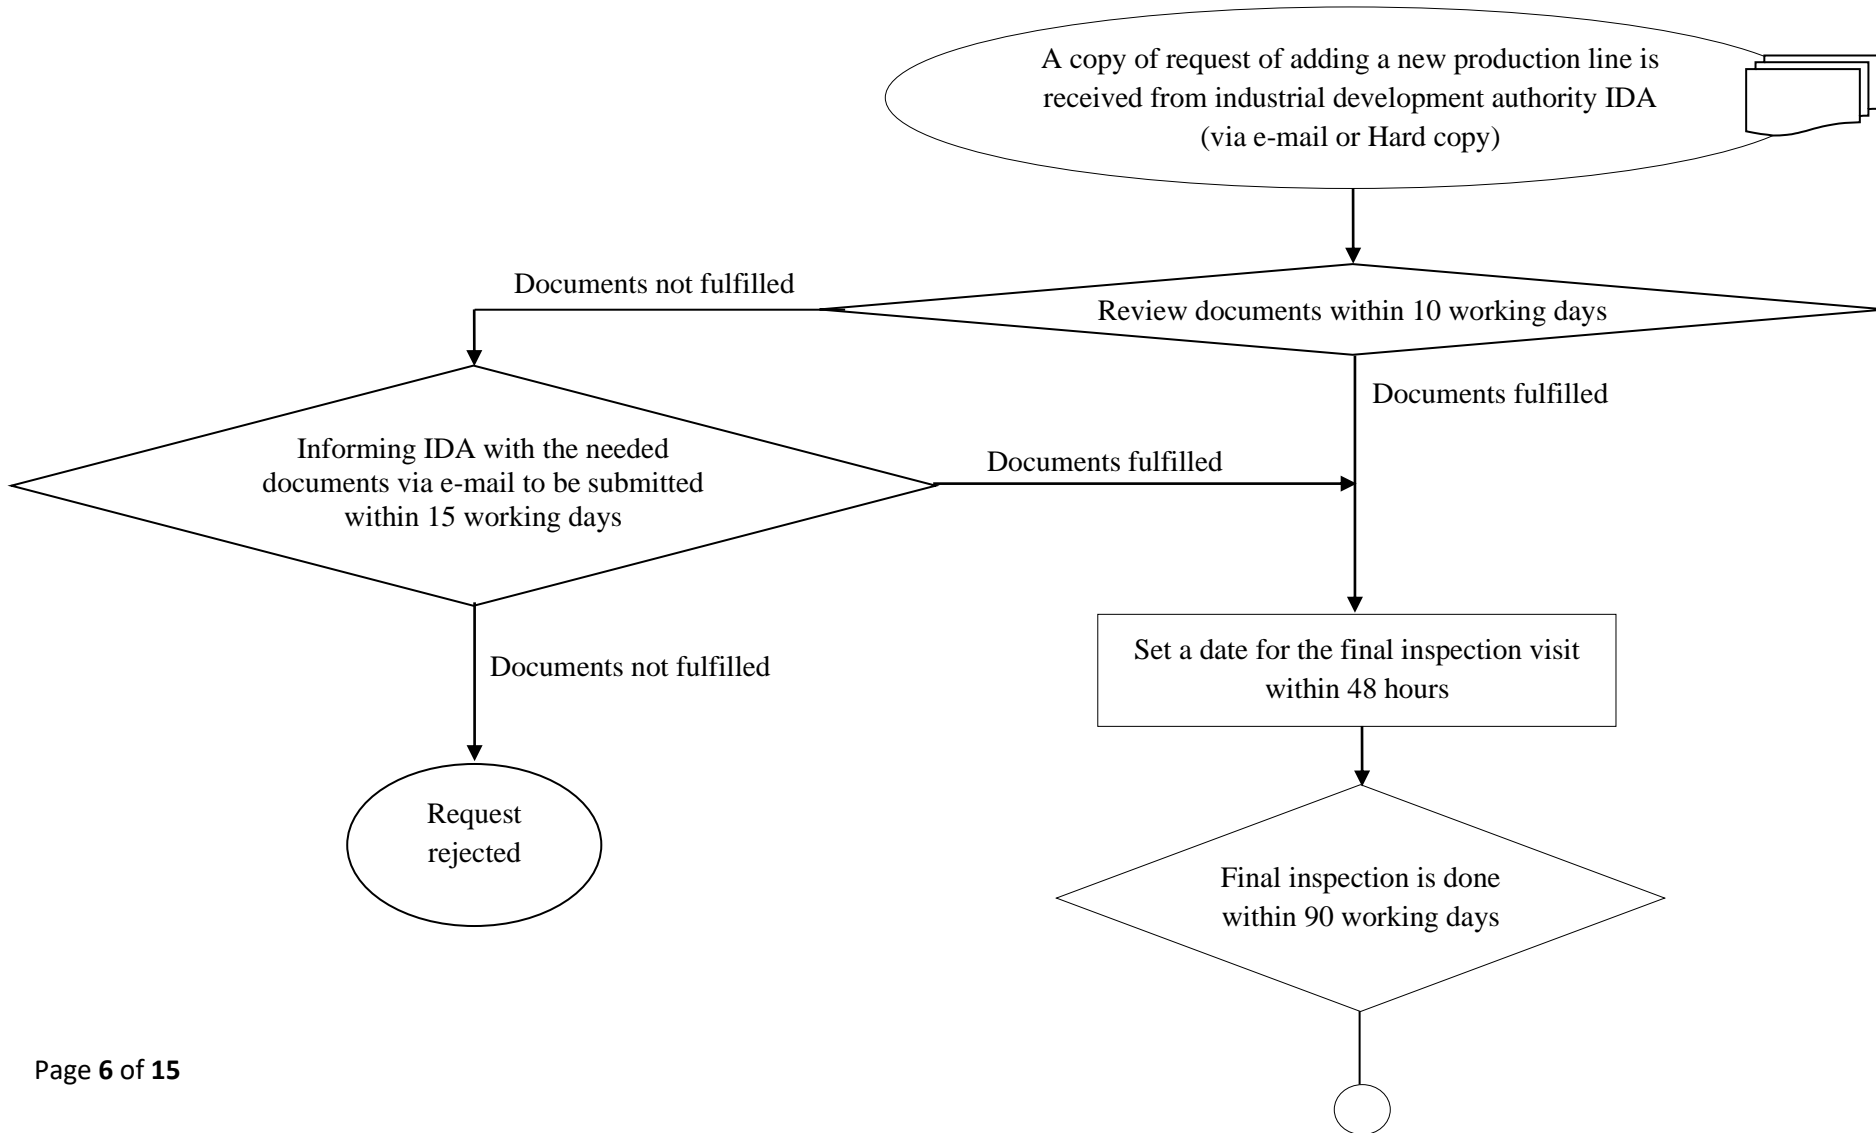 A copy of request of adding a new production line is
received from industrial development authority IDA
(via e-mail or Hard copy)
Documents not fulfilled
Review documents within 10 working days
Documents fulfilled
Informing IDA with the needed
documents via e-mail to be submitted
within 15 working days
Documents fulfilled
Set a date for the final inspection visit
within 48 hours
Documents not fulfilled
Request
rejected
Final inspection is done
within 90 working days
Page 6 of 15